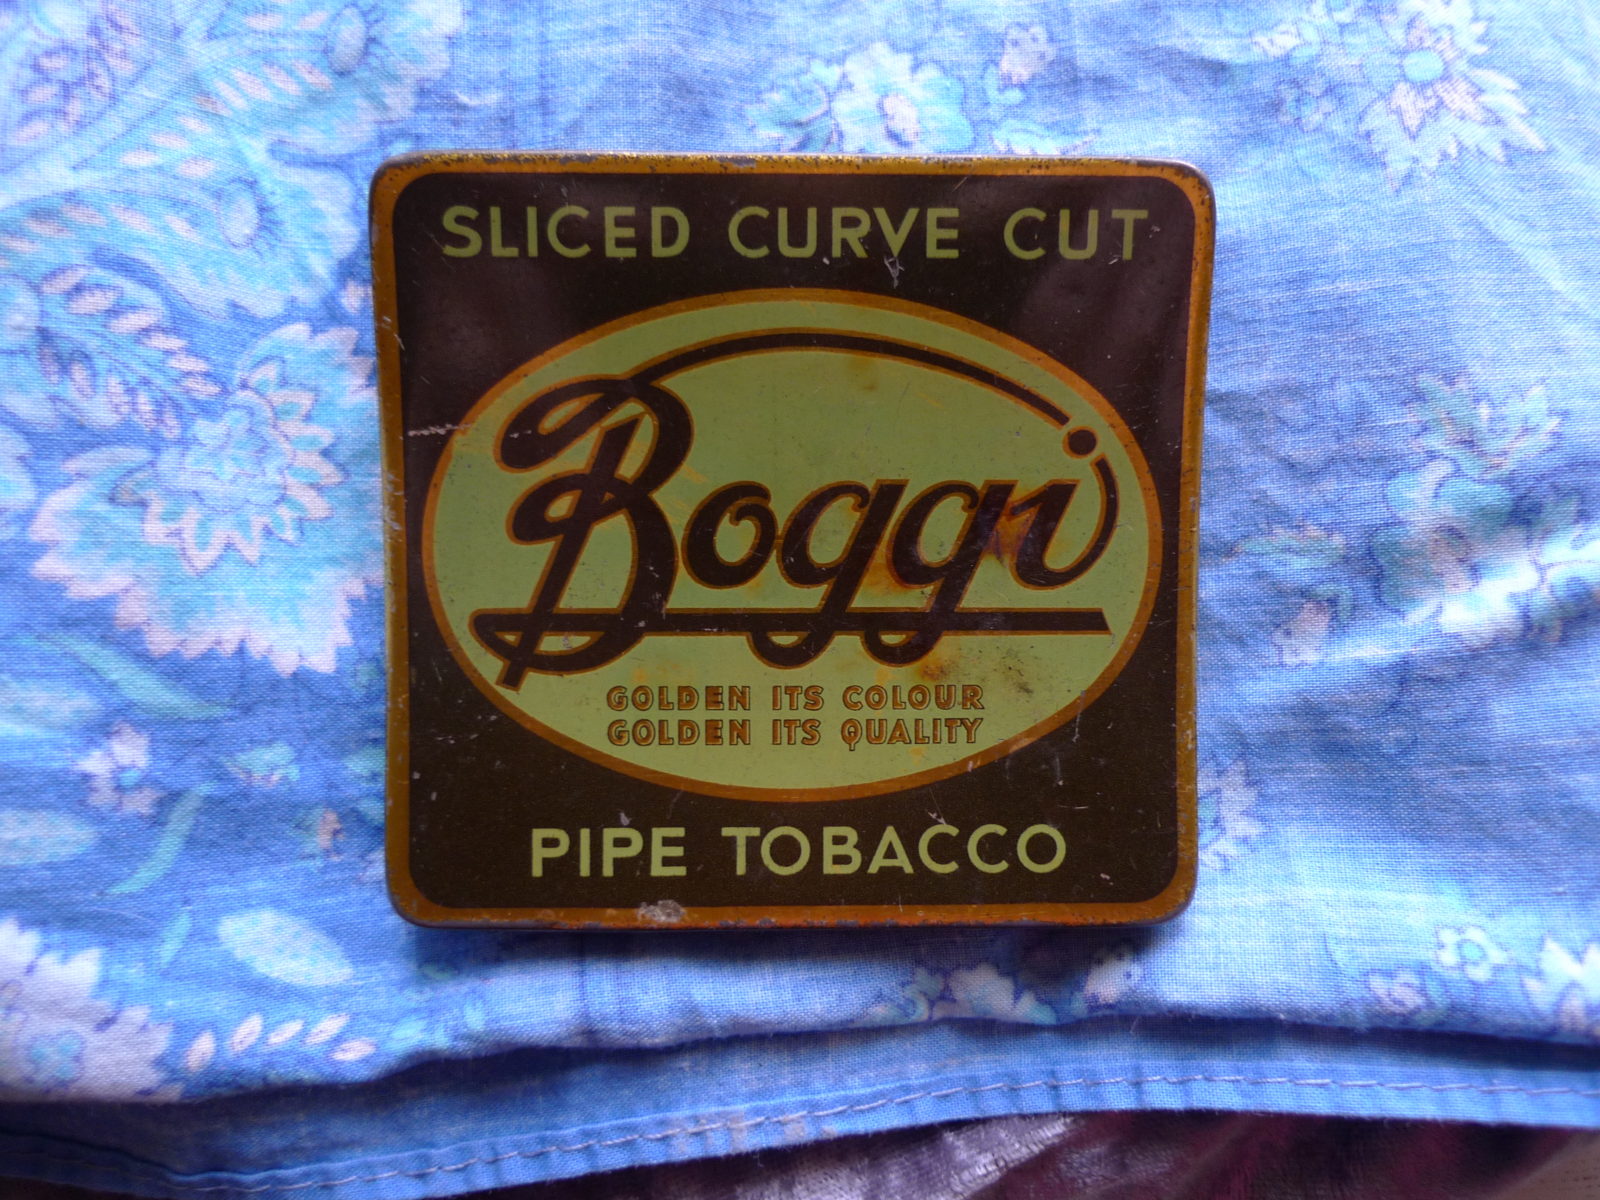 SLICED CURVE CUT
Boggi
GOLDEN ITS COLOUR
GOLDEN ITS QUALITY
PIPE TOBACCO